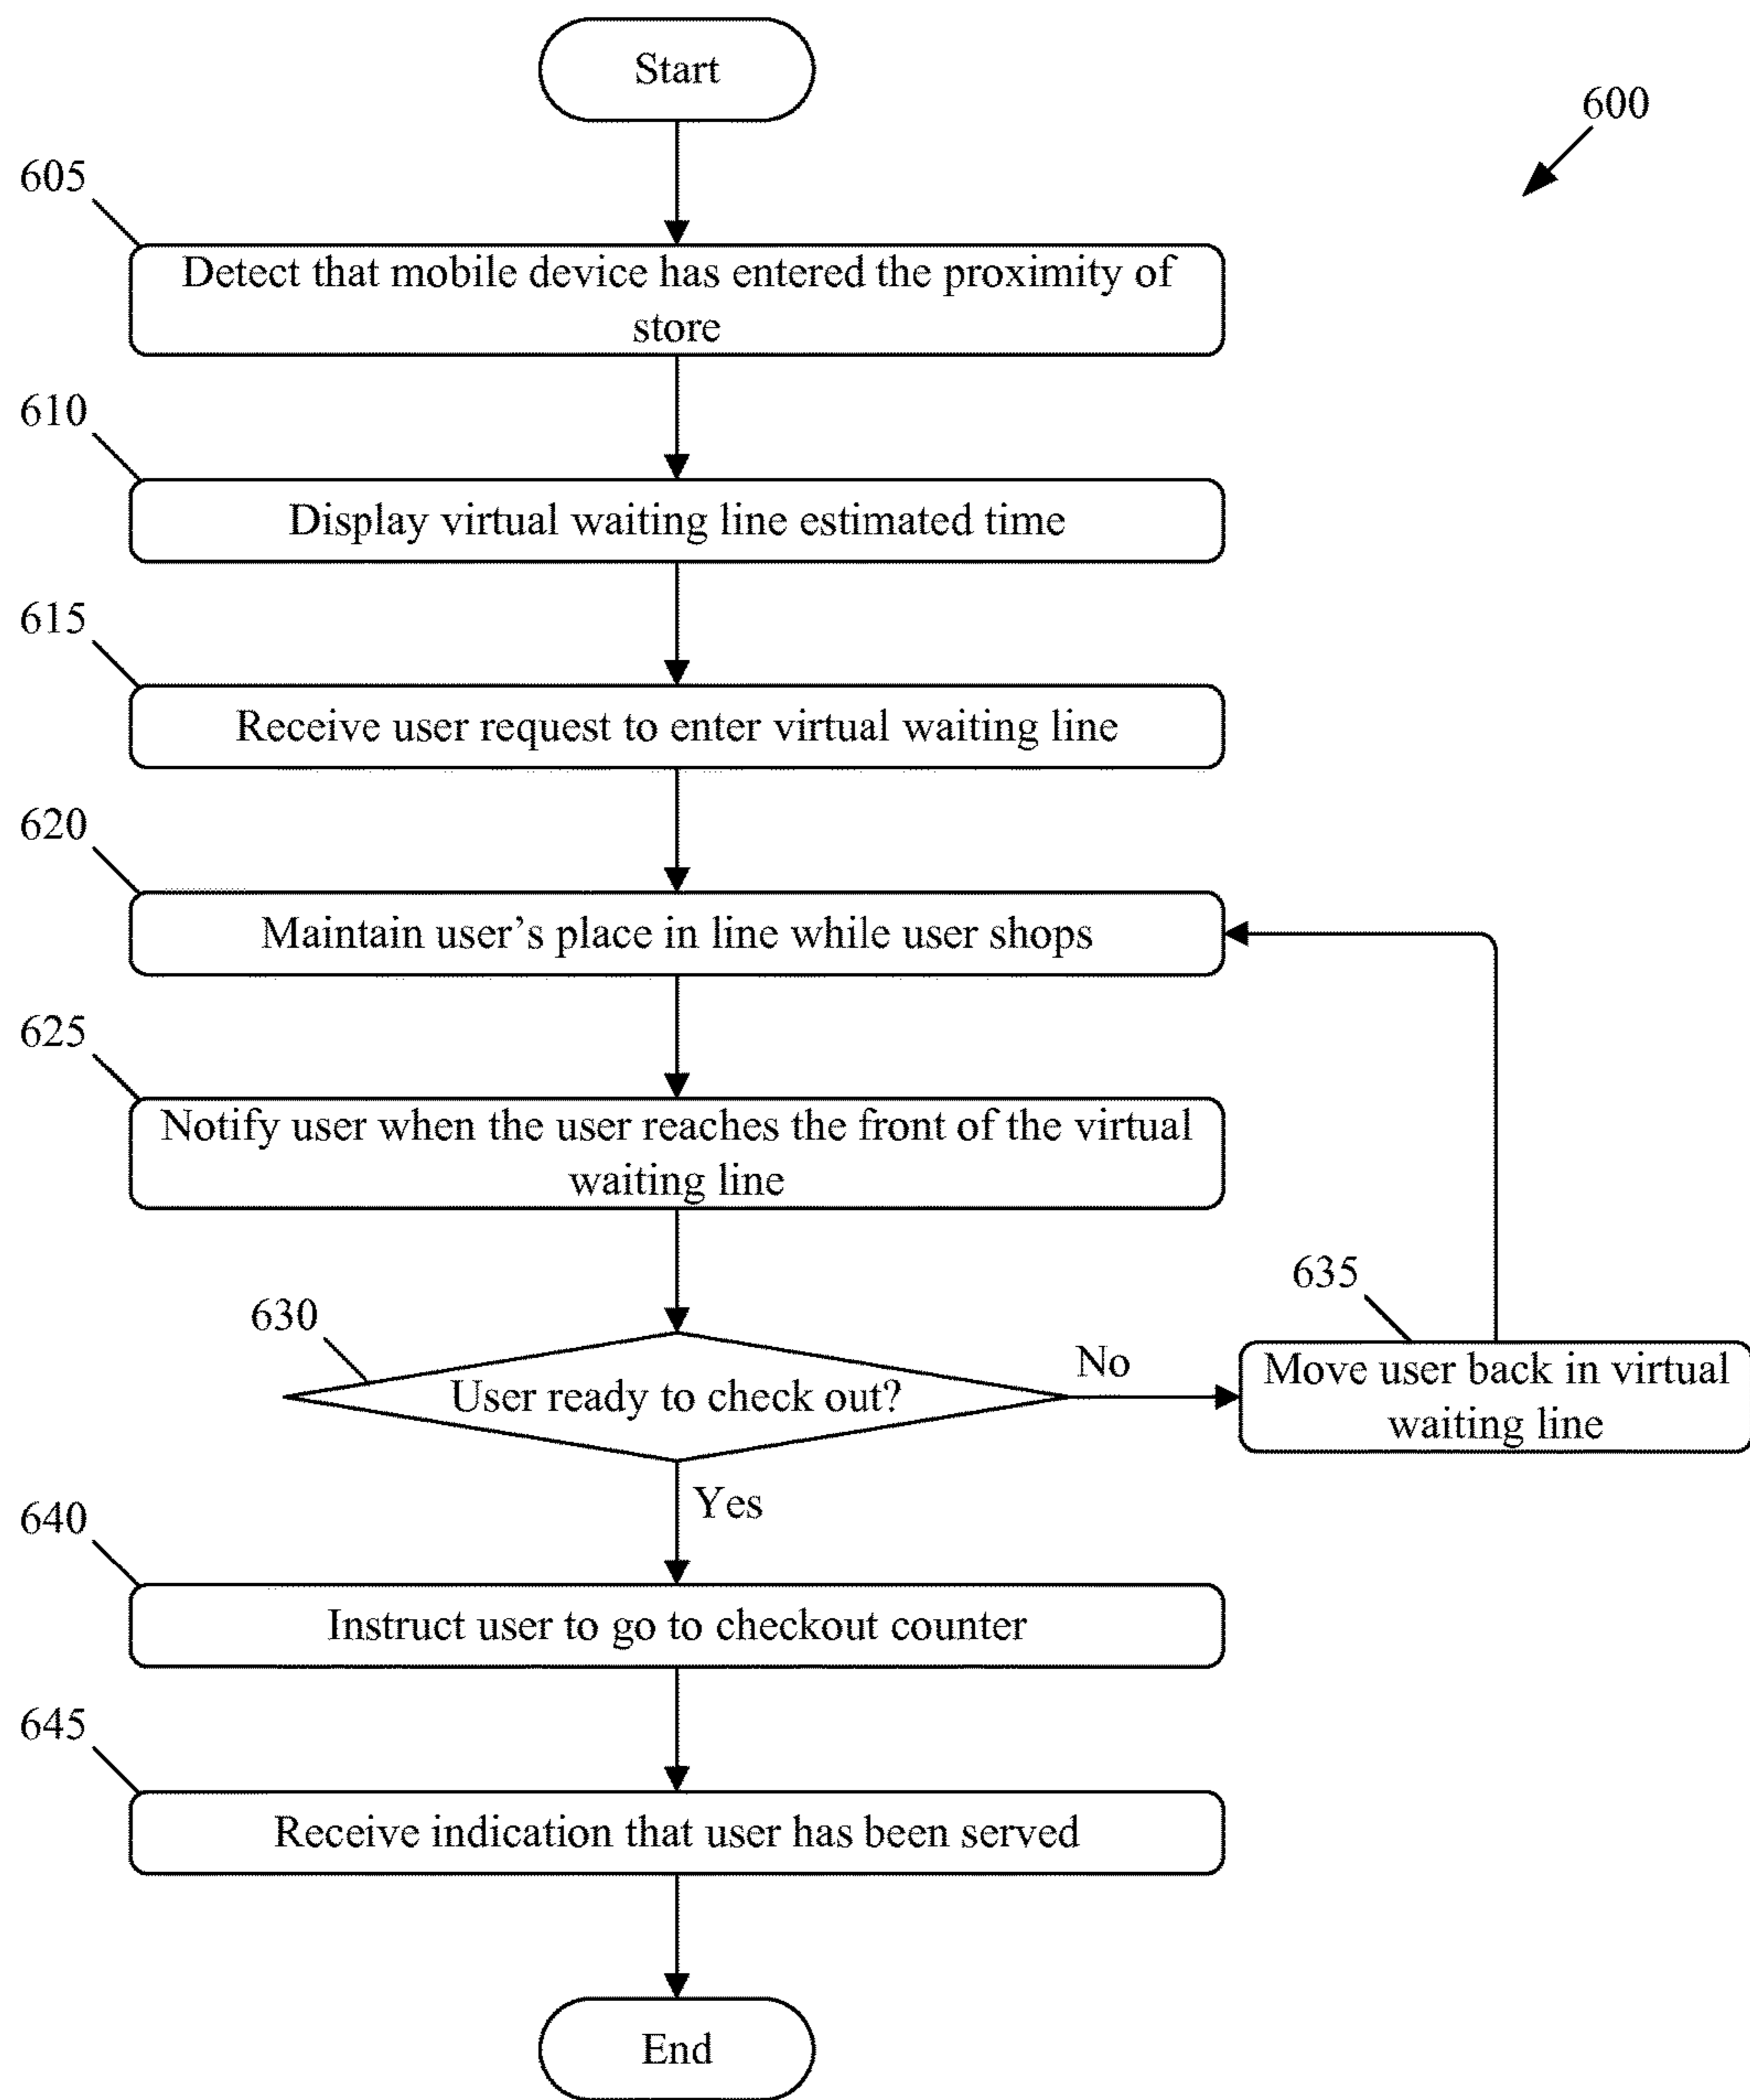 Start
600
605
Detect that mobile device has entered the proximity of
store
610
Display virtual waiting line estimated time
615
Receive user request to enter virtual waiting line
620
Maintain user’s place in line while user shops
625
Notify user when the user reaches the front of the virtual
waiting line
630
User ready to check out?
No
635
Move user back in virtual
waiting line
Yes
640
Instruct user to go to checkout counter
645
Receive indication that user has been served
End